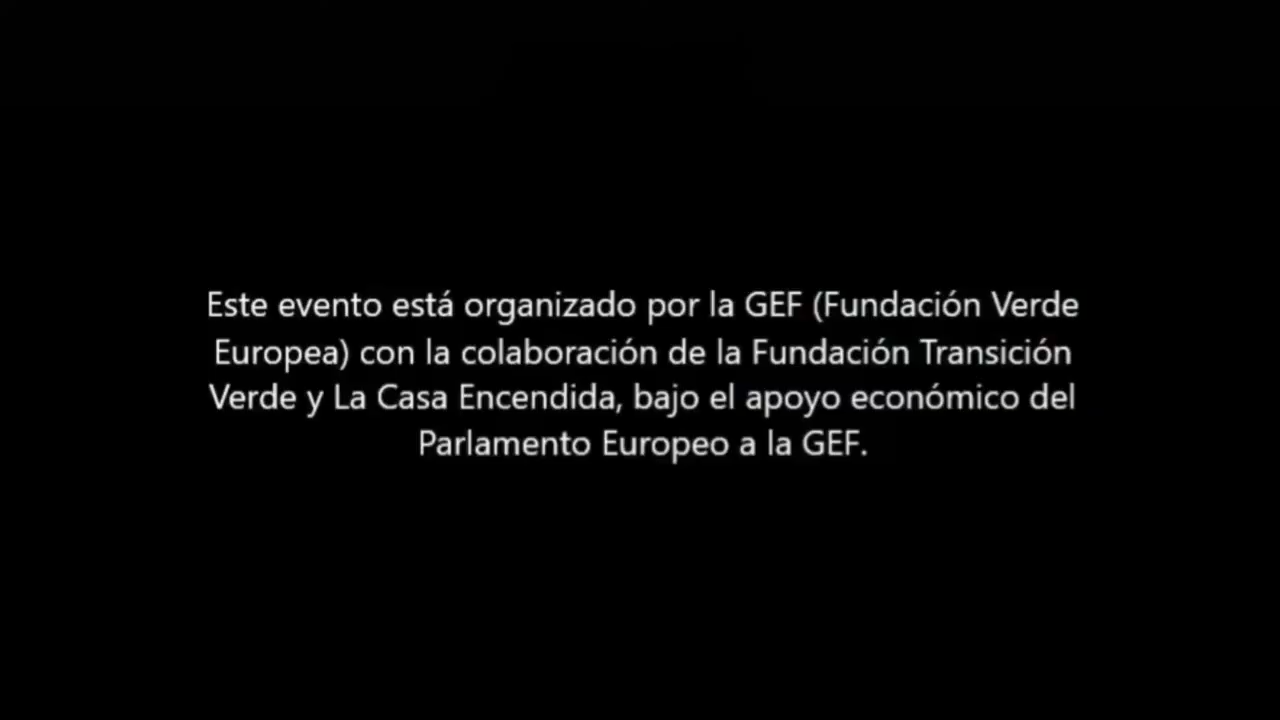 Este evento está organizado por la GEF (Fundación Verde
Europea) con la colaboración de la Fundación Transición
Verde y La Casa Encendida, bajo el apoyo económico del
Parlamento Europeo a la GEF.